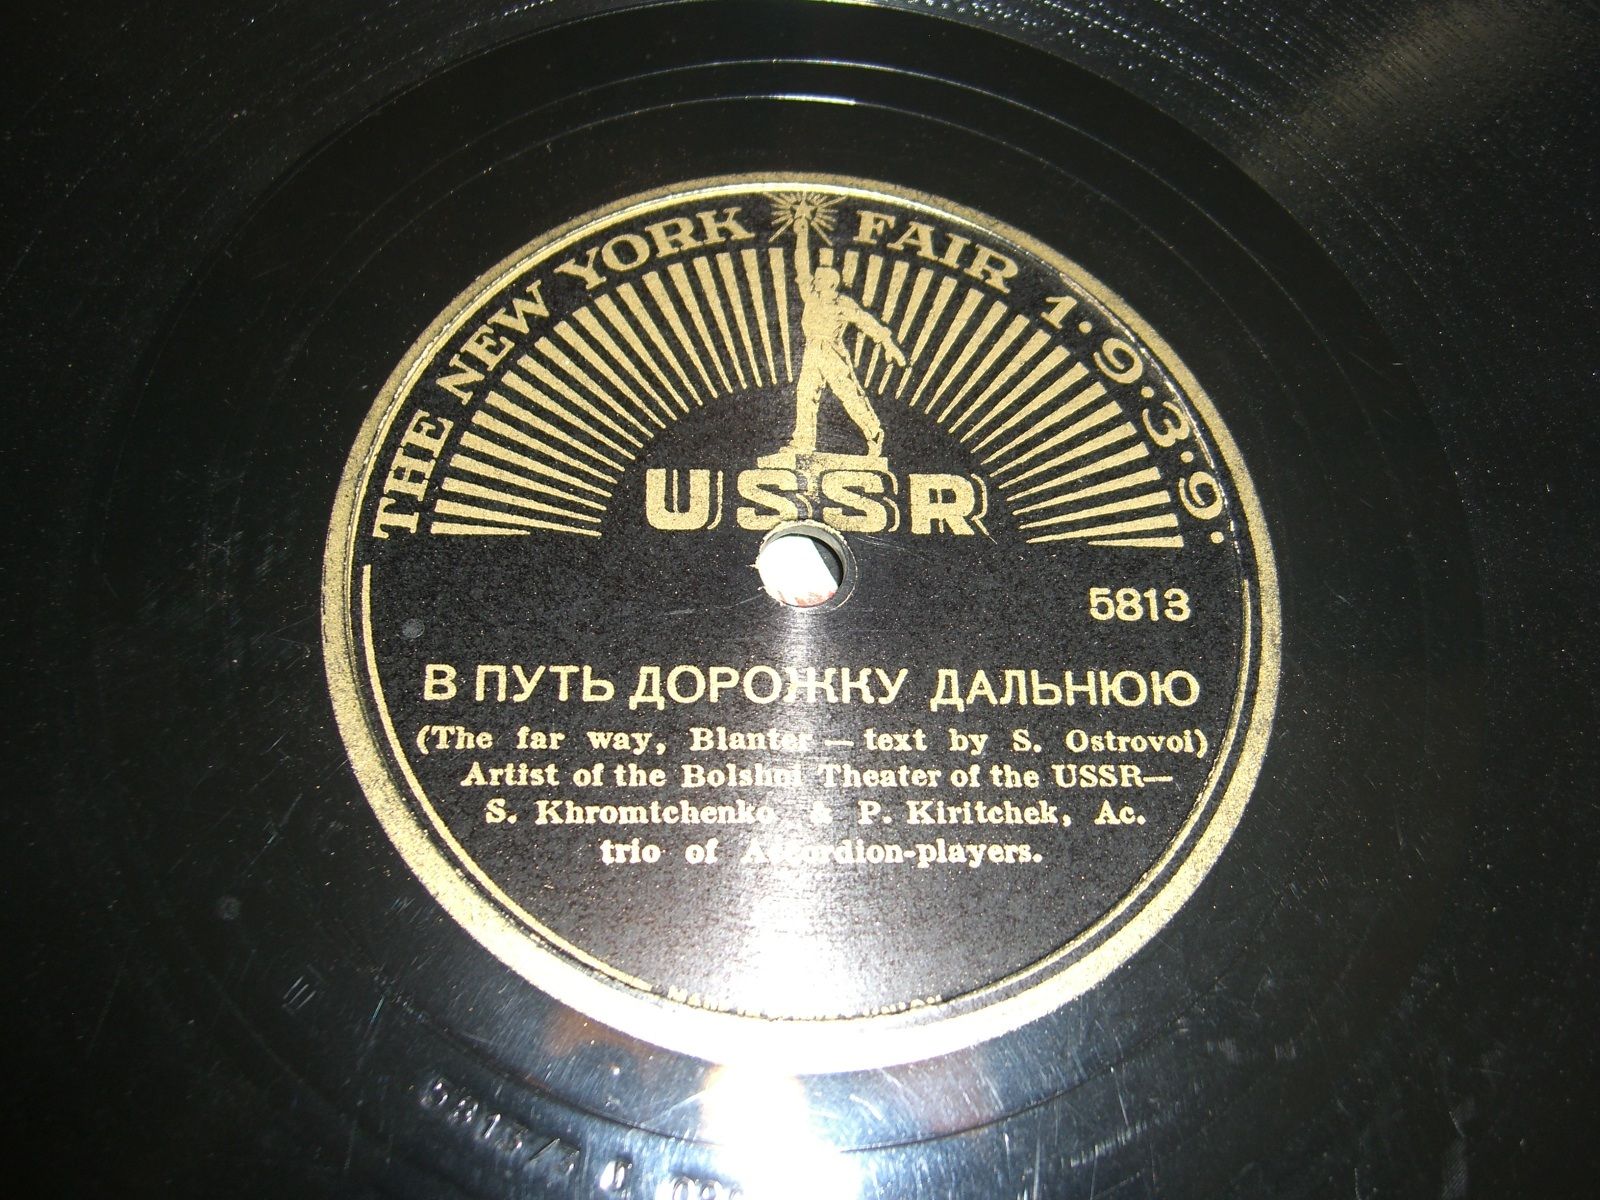 THE NEW YORK FAIR 1·9·3·9·
USSR
5813
В ПУТЬ ДОРОЖКУ ДАЛЬНЮЮ
(The far way, Blanter — text by S. Ostrovoi)
Artist of the Bolshoi Theater of the USSR—
S. Khromtchenko & P. Kiritchek, Ac.
trio of Accordion-players.